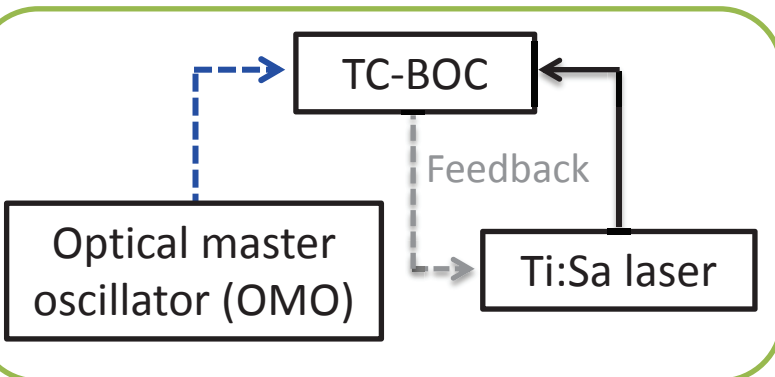 TC-BOC
Feedback
Optical master
oscillator (OMO)
Ti:Sa laser